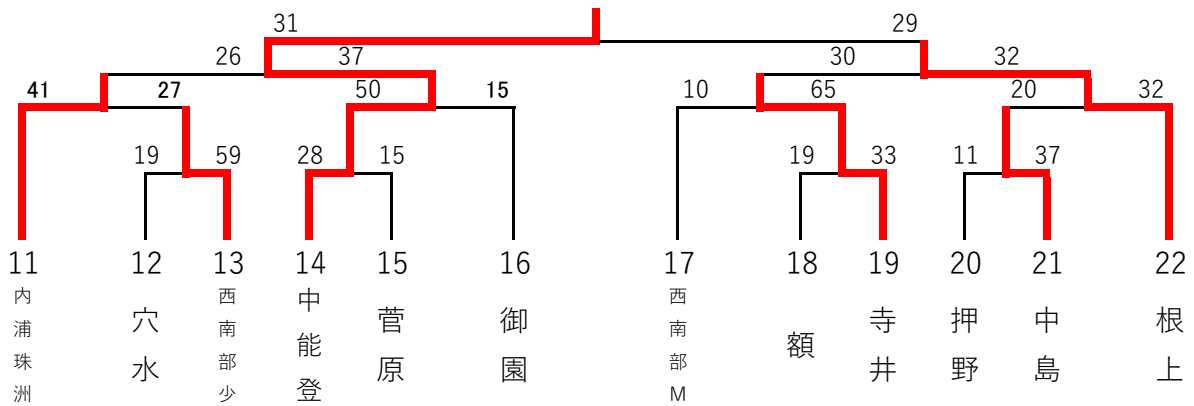 31 29
26 37 30 32
41 27 50 15 10 65 20 32
19 59 28 15 19 33 11 37
11 12 13 14 15 16 17 18 19 20 21 22
内浦珠洲
穴水
西南部少
中能登
菅原
御園
西南部M
額
寺井
押野
中島
根上